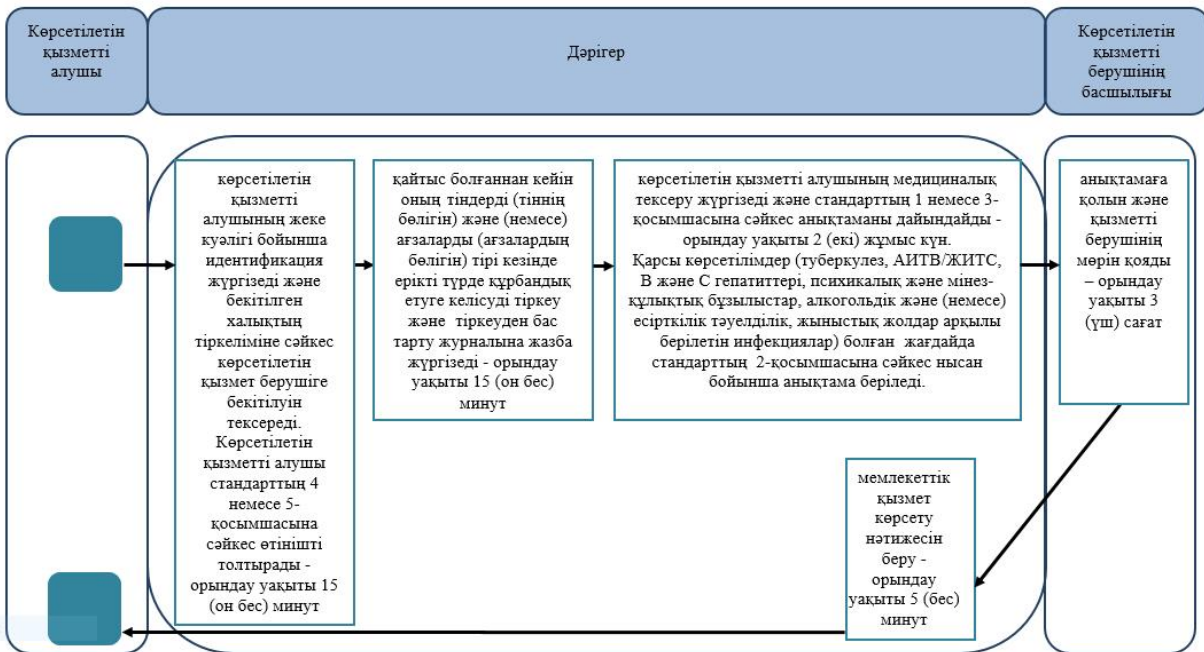 Көрсетілетін
қызметті
алушы
Дәрігер
Көрсетілетін
қызметті
берушінің
басшылығы
көрсетілетін
қызметті
алушының жеке
куәлігі бойынша
идентификация
жүргізеді және
бекітілген
халықтың
тіркеліміне сәйкес
көрсетілетін
қызмет берушіге
бекітілуін
тексереді.
Көрсетілетін
қызметті алушы
стандарттың 4
немесе 5-
қосымшасына
сәйкес өтінішті
толтырады -
орындау уақыты 15
(он бес) минут
қайтыс болғаннан кейін
оның тіндерді (тіннің
бөлігін) және (немесе)
ағзаларды (ағзалардың
бөлігін) тірі кезінде
ерікті түрде құрбандық
етуге келісуді тіркеу
және тіркеуден бас
тарту журналына жазба
жүргізеді - орындау
уақыты 15 (он бес)
минут
көрсетілетін қызметті алушының медициналық
тексеру жүргізеді және стандарттың 1 немесе 3-
қосымшасына сәйкес анықтаманы дайындайды -
орындау уақыты 2 (екі) жұмыс күн.
Қарсы көрсетілімдер (туберкулез, АИТВ/ЖИТС,
В және С гепатиттері, психикалық және мінез-
құлықтық бұзылыстар, алкогольдік және (немесе)
есірткілік тәуелділік, жыныстық жолдар арқылы
берілетін инфекциялар) болған жағдайда
стандарттың 2-қосымшасына сәйкес нысан
бойынша анықтама беріледі.
анықтамаға
қолын және
қызметті
берушінің
мөрін қояды
– орындау
уақыты 3
(үш) сағат
мемлекеттік
қызмет
көрсету
нәтижесін
беру -
орындау
уақыты 5 (бес)
минут